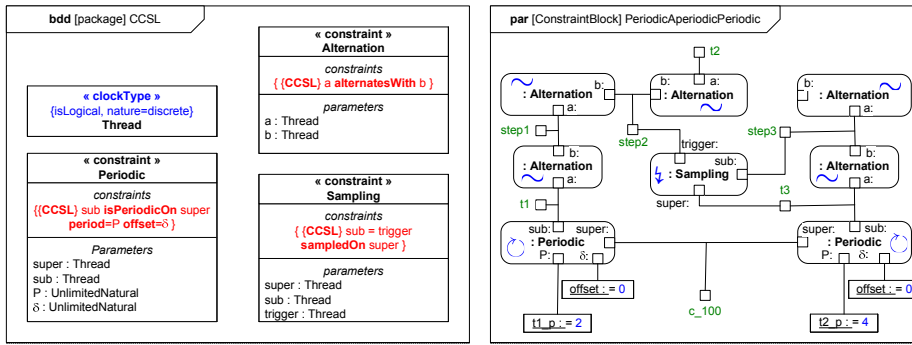 bdd [package] CCSL
« clockType »
{isLogical, nature=discrete}
Thread
« constraint »
Periodic
constraints
{{CCSL} sub isPeriodicOn super
period=P offset=δ }
Parameters
super : Thread
sub : Thread
P : UnlimitedNatural
δ : UnlimitedNatural
« constraint »
Alternation
constraints
{ {CCSL} a alternatesWith b }
parameters
a : Thread
b : Thread
« constraint »
Sampling
constraints
{ {CCSL} sub = trigger
sampledOn super }
parameters
super : Thread
sub : Thread
trigger : Thread
par [ConstraintBlock] PeriodicAperiodicPeriodic
t2
b:
: Alternation
a:
b:
a:
: Alternation
b:
: Alternation
a:
step1
step2
step3
trigger:
b:
: Alternation
a:
sub:
: Sampling
super:
b:
: Alternation
a:
t1
t3
sub:
super:
: Periodic
P:
δ:
super:
sub:
: Periodic
P:
δ:
offset : = 0
offset : = 0
c_100
t1_p : = 2
t2_p : = 4